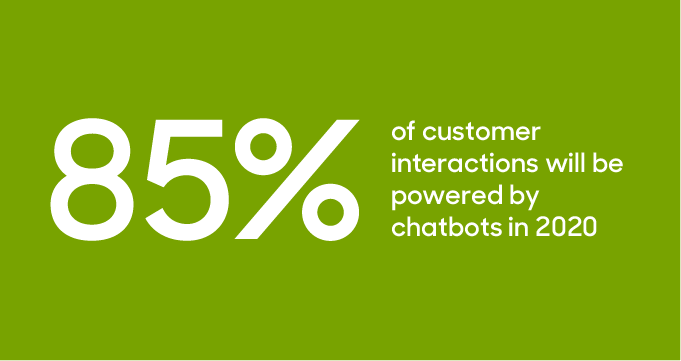 85%
of customer
interactions will be
powered by
chatbots in 2020